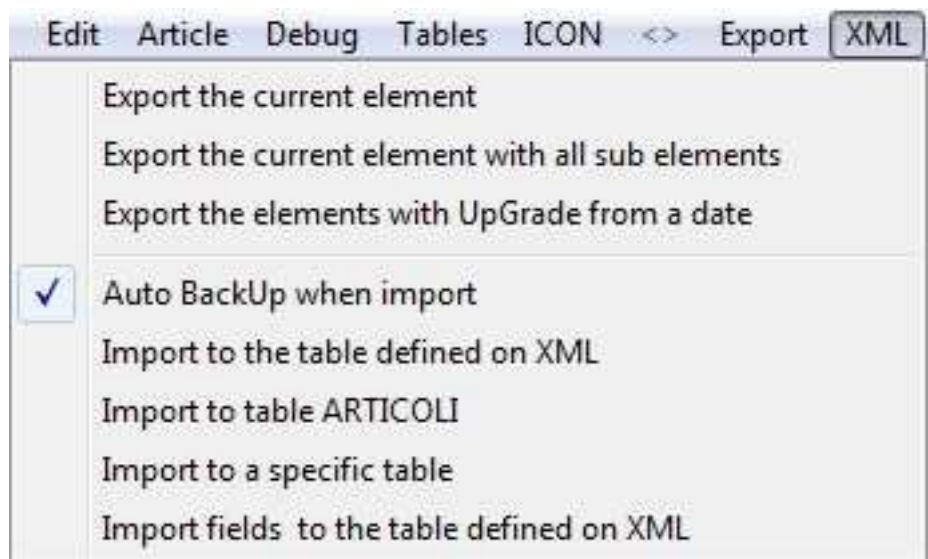 Edit Article Debug Tables ICON <> Export XML
Export the current element
Export the current element with all sub elements
Export the elements with UpGrade from a date
Auto BackUp when import
Import to the table defined on XML
Import to table ARTICOLI
Import to a specific table
Import fields  to the table defined on XML